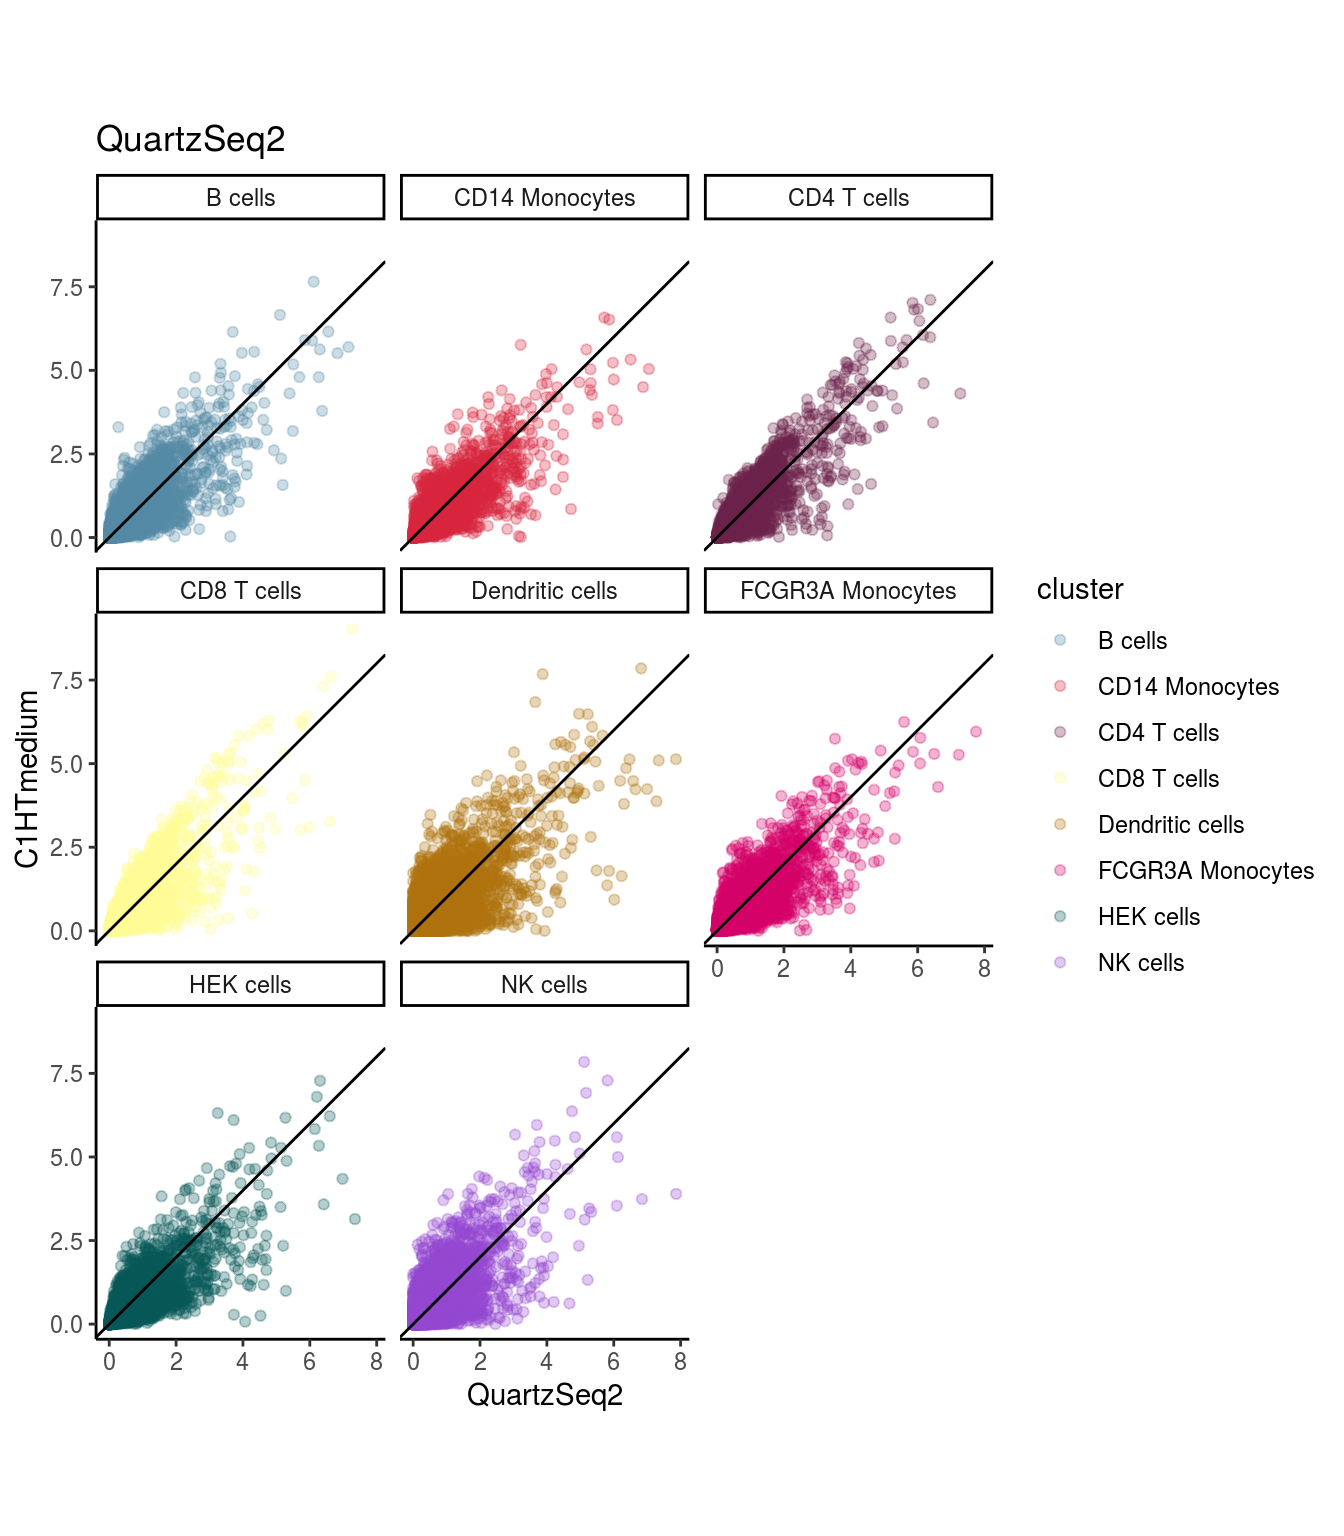 QuartzSeq2
B cells
CD14 Monocytes
CD4 T cells
7.5
5.0
2.5
0.0
CD8 T cells
Dendritic cells
FCGR3A Monocytes
7.5
5.0
2.5
0.0
0 2 4 6 8
HEK cells
NK cells
7.5
5.0
2.5
0.0
0 2 4 6 8
0 2 4 6 8
QuartzSeq2
C1HTmedium
cluster
B cells
CD14 Monocytes
CD4 T cells
CD8 T cells
Dendritic cells
FCGR3A Monocytes
HEK cells
NK cells